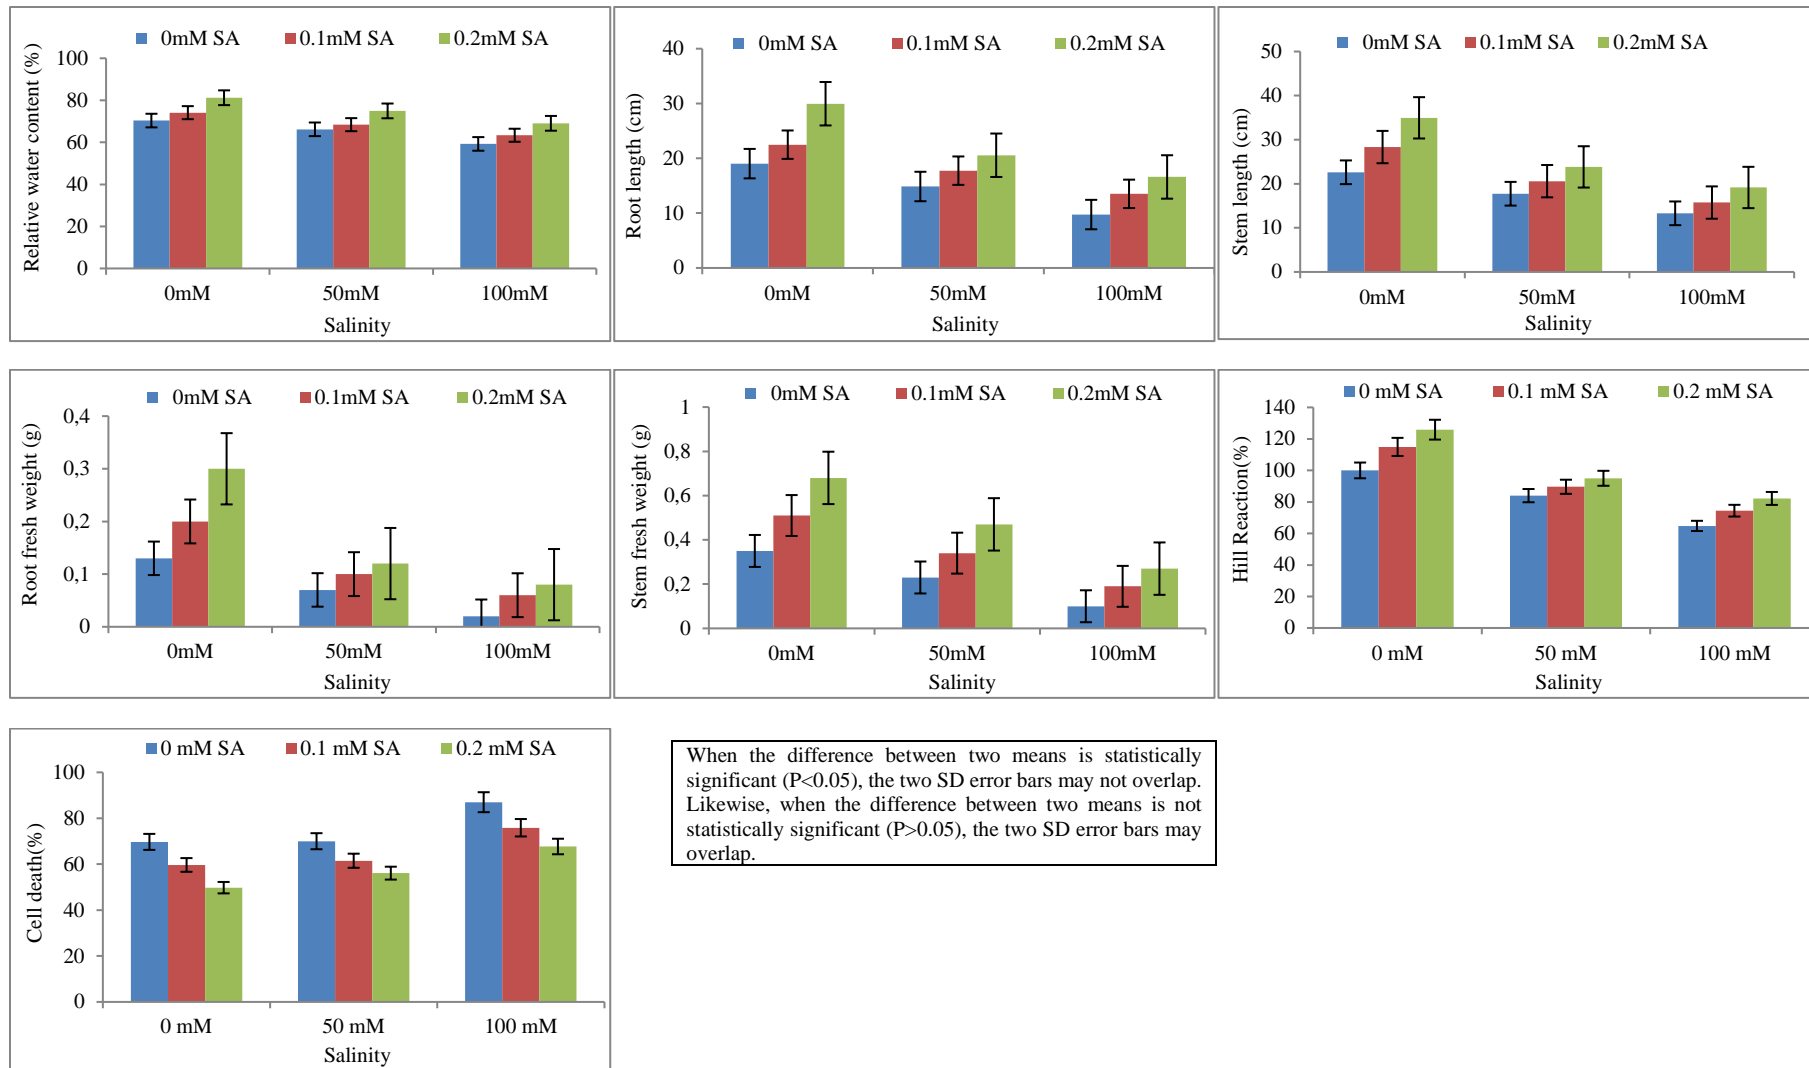 0mM SA 0.1mM SA 0.2mM SA
Relative water content (%)
100
80
60
40
20
0
0mM 50mM 100mM
Salinity
0mM SA 0.1mM SA 0.2mM SA
Root length (cm)
40
30
20
10
0
0mM 50mM 100mM
Salinity
0mM SA 0.1mM SA 0.2mM SA
Stem length (cm)
50
40
30
20
10
0
0mM 50mM 100mM
Salinity
0mM SA 0.1mM SA 0.2mM SA
Root fresh weight (g)
0,4
0,3
0,2
0,1
0
0mM 50mM 100mM
Salinity
0mM SA 0.1mM SA 0.2mM SA
Stem fresh weight (g)
1
0,8
0,6
0,4
0,2
0
0mM 50mM 100mM
Salinity
0 mM SA 0.1 mM SA 0.2 mM SA
Hill Reaction(%)
140
120
100
80
60
40
20
0
0 mM 50 mM 100 mM
Salinity
0 mM SA 0.1 mM SA 0.2 mM SA
Cell death(%)
100
80
60
40
20
0
0 mM 50 mM 100 mM
Salinity
When the difference between two means is statistically
significant (P<0.05), the two SD error bars may not overlap.
Likewise, when the difference between two means is not
statistically significant (P>0.05), the two SD error bars may
overlap.